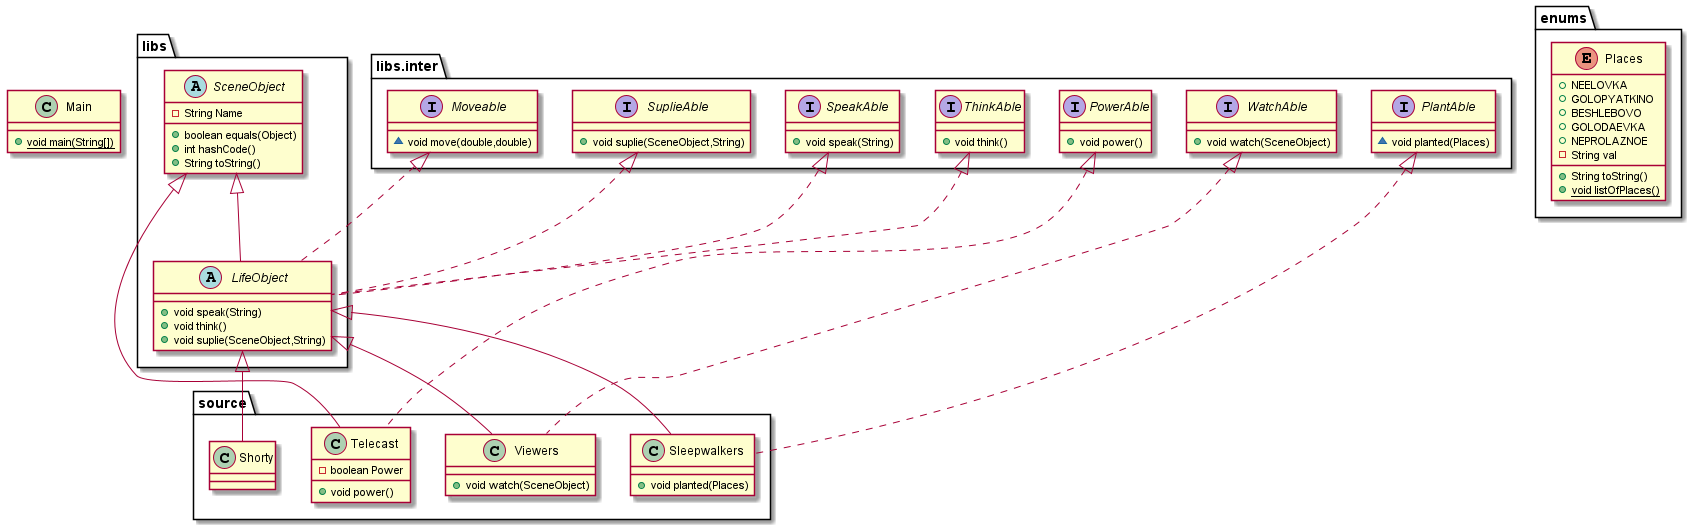 Main
void main(String[])
libs
SceneObject
String Name
boolean equals(Object)
int hashCode()
String toString()
LifeObject
void speak(String)
void think()
void suplie(SceneObject,String)
libs.inter
Moveable
void move(double,double)
SuplieAble
void suplie(SceneObject,String)
SpeakAble
void speak(String)
ThinkAble
void think()
PowerAble
void power()
WatchAble
void watch(SceneObject)
PlantAble
void planted(Places)
enums
Places
NEELOVKA
GOLOPYATKINO
BESHLEBOVO
GOLODAEVKA
NEPROLAZNOE
String val
String toString()
void listOfPlaces()
source
Shorty
Telecast
boolean Power
void power()
Viewers
void watch(SceneObject)
Sleepwalkers
void planted(Places)